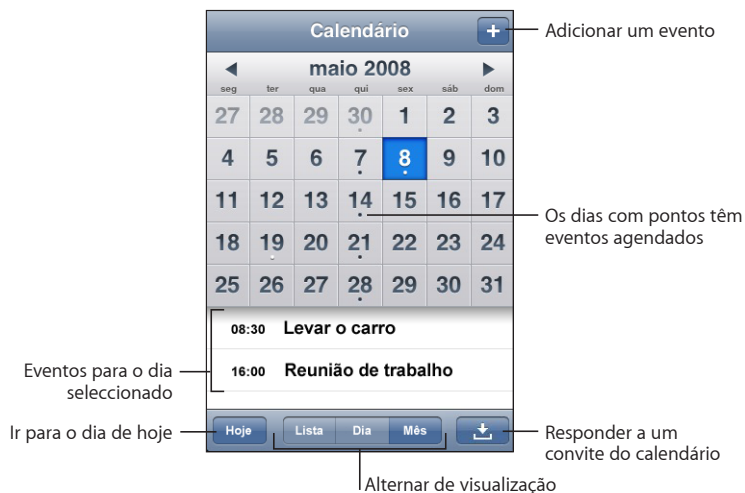 Calendário
+
Adicionar um evento
maio 2008
seg ter qua qui sex sáb dom
27 28 29 30 1 2 3
4 5 6 7 8 9 10
11 12 13 14 15 16 17
Os dias com pontos têm
eventos agendados
18 19 20 21 22 23 24
25 26 27 28 29 30 31
08:30 Levar o carro
16:00 Reunião de trabalho
Eventos para o dia
seleccionado
Ir para o dia de hoje
Hoje Lista Dia Mês
Responder a um
convite do calendário
Alternar de visualização